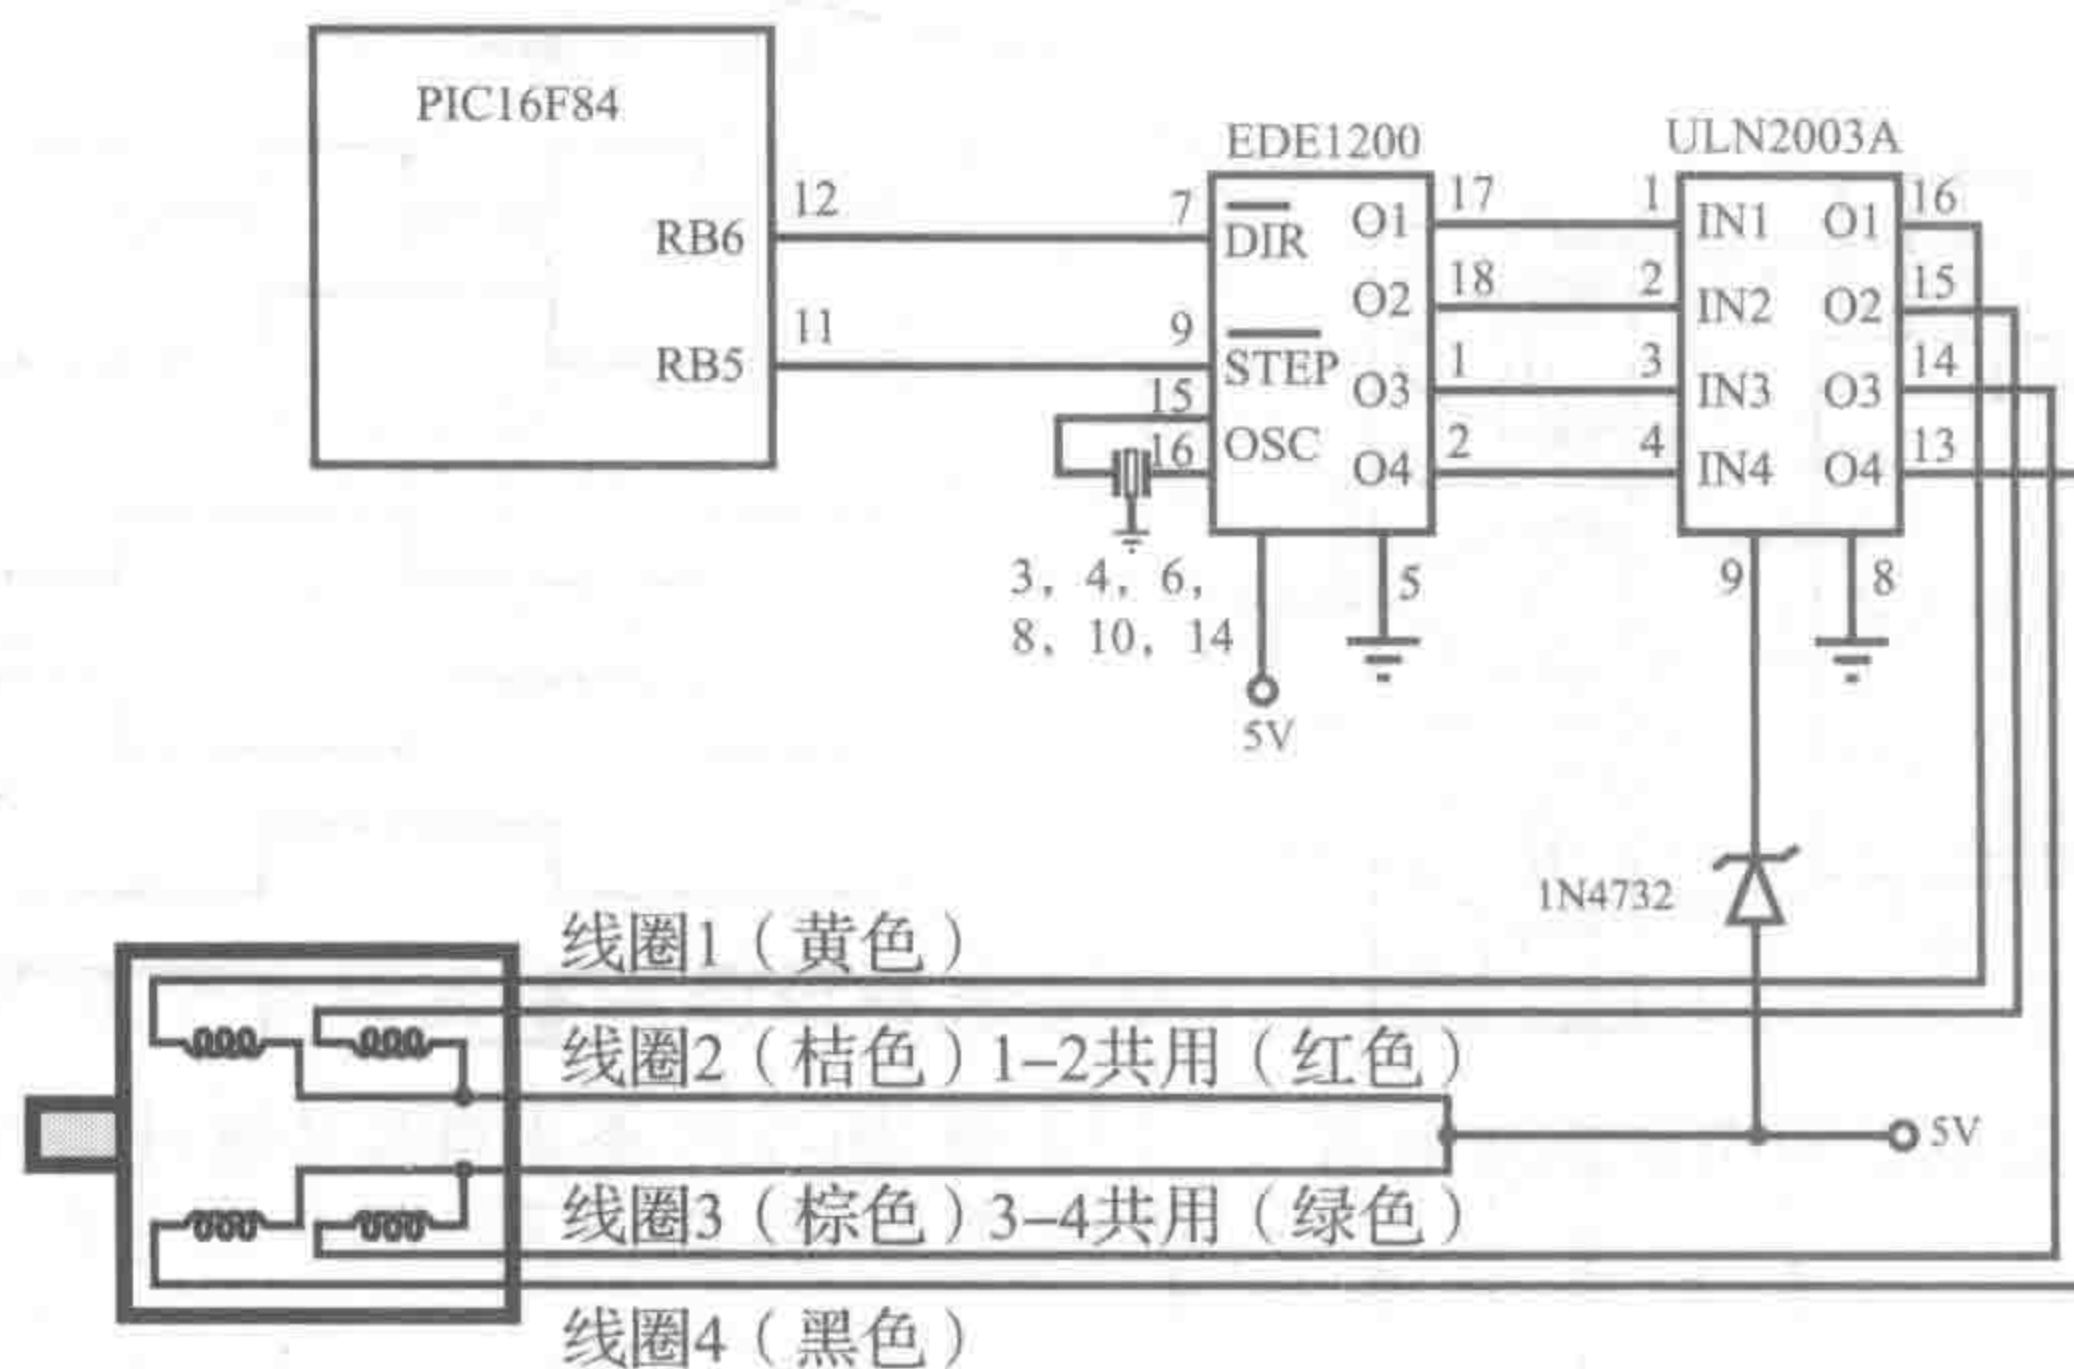 PIC16F84
RB6
12
RB5
11
EDE1200
7
DIR
9
STEP
15
16
OSC
O1
17
O2
18
O3
1
O4
2
3, 4, 6,
8, 10, 14
5V
5
ULN2003A
1
IN1
2
IN2
3
IN3
4
IN4
O1
16
O2
15
O3
14
O4
13
9
8
1N4732
5V
线圈1（黄色）
线圈2（桔色）1-2共用（红色）
线圈3（棕色）3-4共用（绿色）
线圈4（黑色）